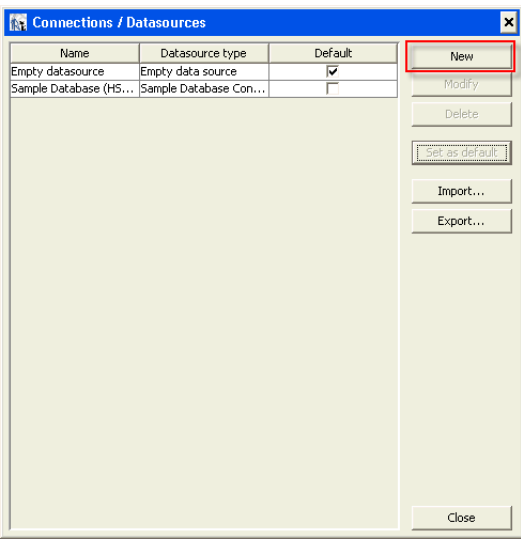 Connections / Datasources
Name Datasource type Default
Empty datasource Empty data source
Sample Database (HS... Sample Database Con...
New
Modify
Delete
Set as default
Import...
Export...
Close